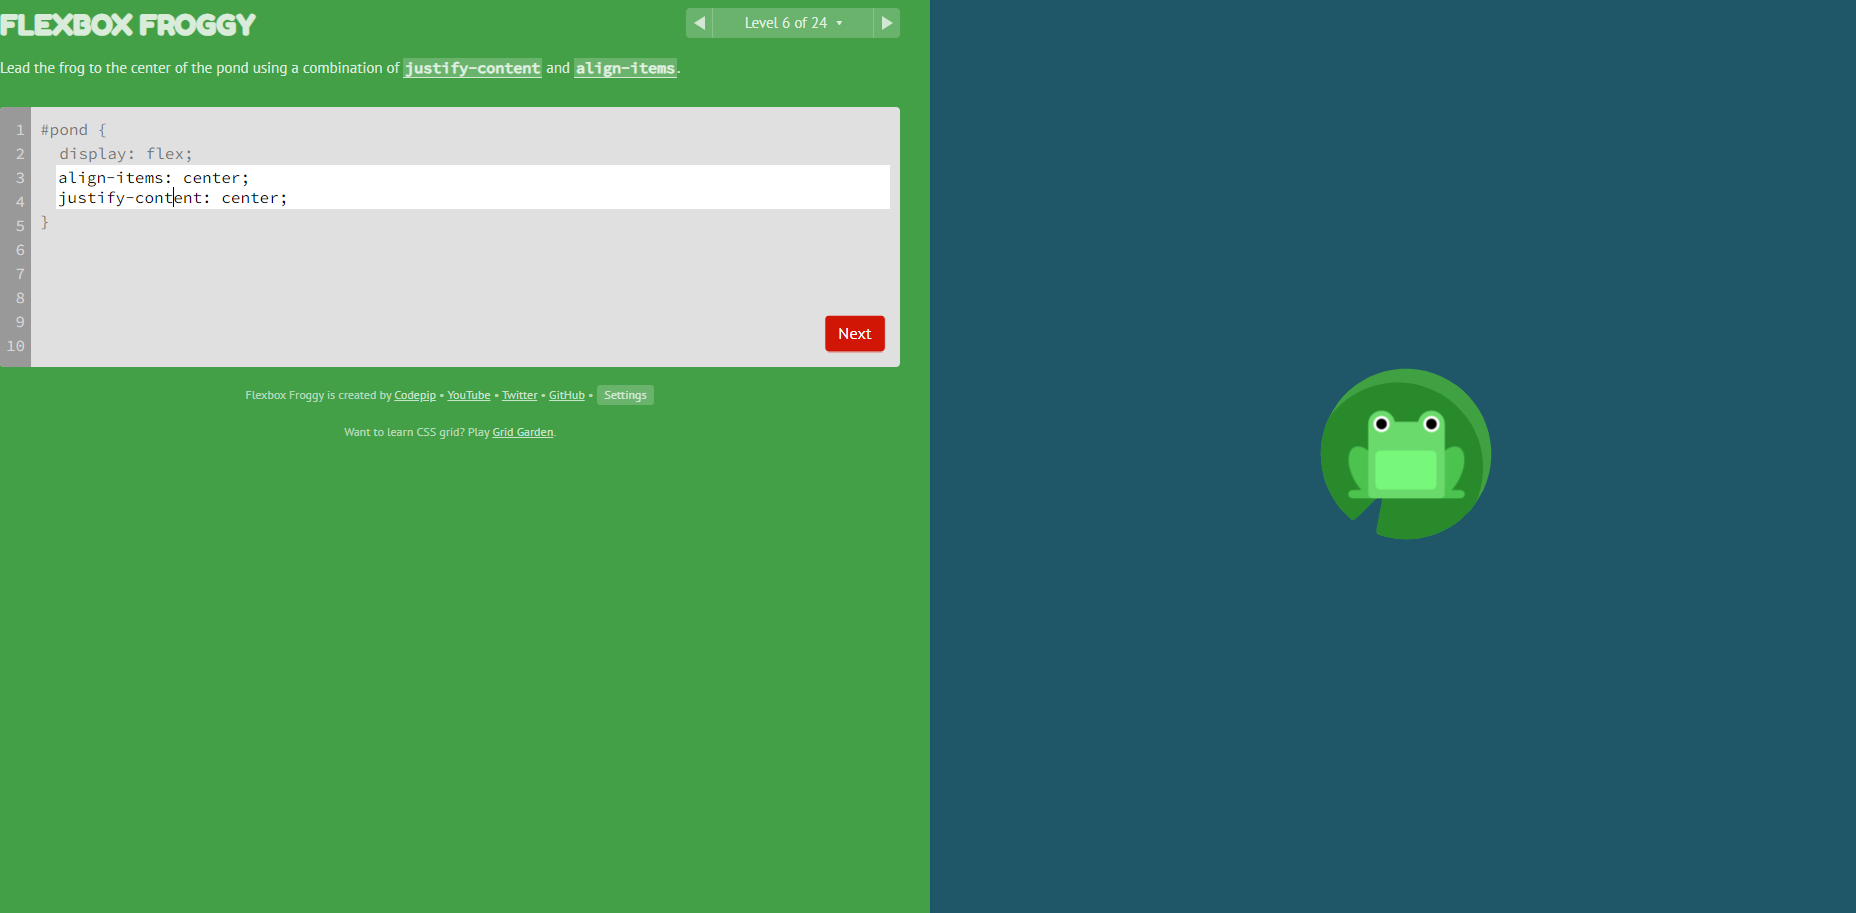 FLEXBOX FROGGY
Level 6 of 24
Lead the frog to the center of the pond using a combination of justify-content and align-items.
1 #pond {
2 display: flex;
3 align-items: center;
4 justify-content: center;
5 }
6
7
8
9
10
Next
Flexbox Froggy is created by Codepip • YouTube • Twitter • GitHub • Settings
Want to learn CSS grid? Play Grid Garden.